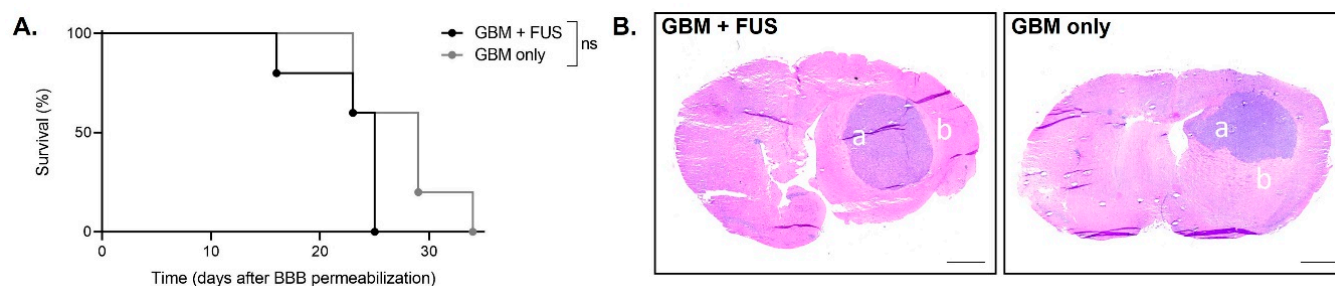 A.
GBM + FUS
GBM only
ns
Survival (%)
100
50
0
0 10 20 30
Time (days after BBB permeabilization)
B.
GBM + FUS
a
b
GBM only
a
b